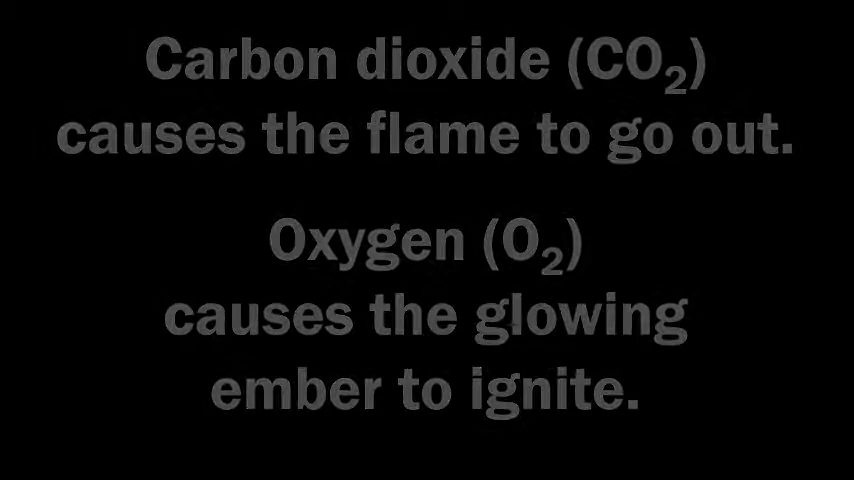 Carbon dioxide (CO₂)
causes the flame to go out.
Oxygen (O₂)
causes the glowing
ember to ignite.